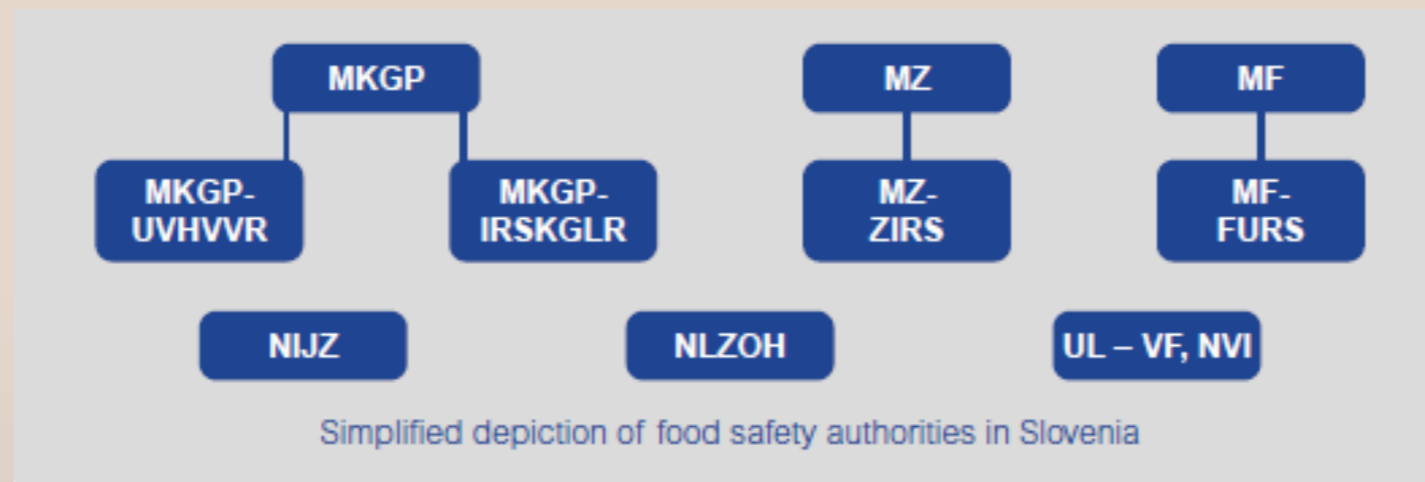 MKGP
MZ
MF
MKGP-
UVHVVR
MKGP-
IRSKGLR
MZ-
ZIRS
MF-
FURS
NIJZ
NLZOH
UL – VF, NVI
Simplified depiction of food safety authorities in Slovenia